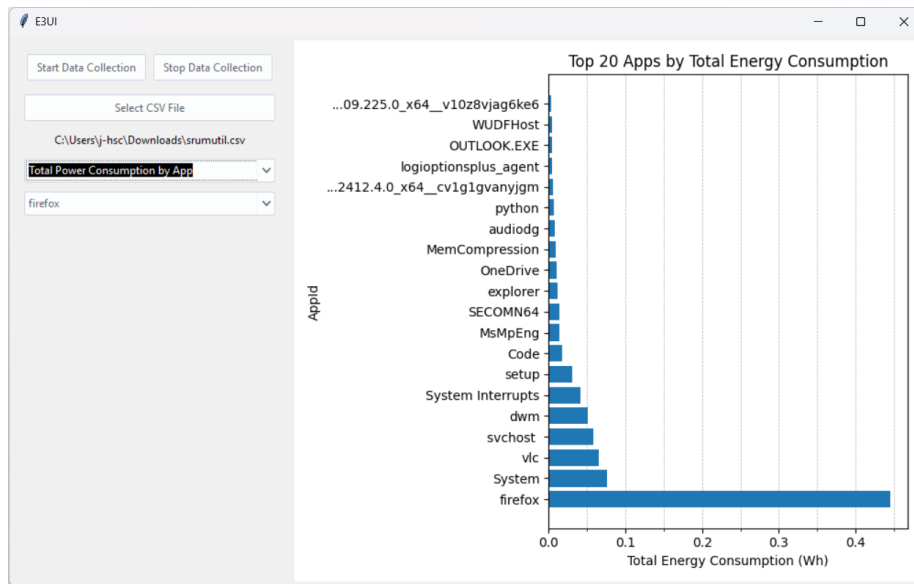 E3UI
Start Data Collection
Stop Data Collection
Select CSV File
C:\Users\j-hsc\Downloads\srumutil.csv
Total Power Consumption by App
firefox
Top 20 Apps by Total Energy Consumption
...09.225.0_x64__v10z8vjag6ke6
WUDFHost
OUTLOOK.EXE
logioptionsplus_agent
...2412.4.0_x64__cv1g1gvanyjgm
python
audiodg
MemCompression
OneDrive
explorer
SECOMN64
MsMpEng
Code
setup
System Interrupts
dwm
svchost
vlc
System
firefox
AppId
0.0 0.1 0.2 0.3 0.4
Total Energy Consumption (Wh)